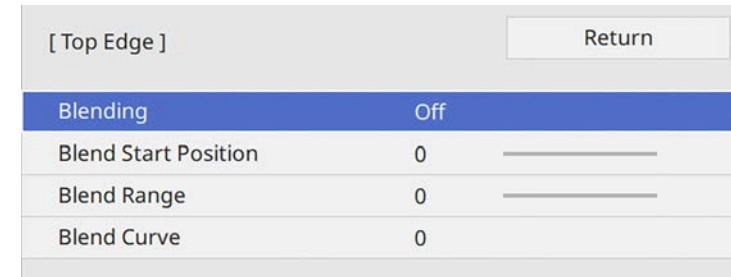 [ Top Edge ] Return
Blending Off
Blend Start Position 0
Blend Range 0
Blend Curve 0